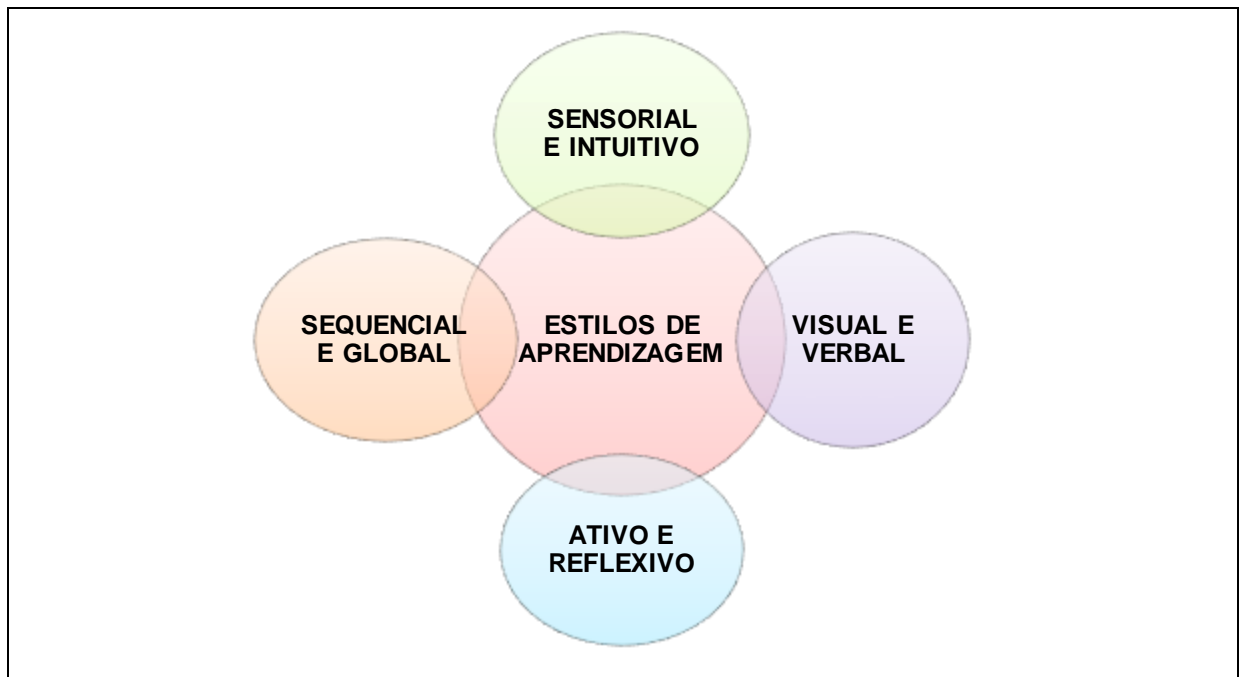 SENSORIAL
E INTUITIVO
SEQUENCIAL
E GLOBAL
ESTILOS DE
APRENDIZAGEM
VISUAL E
VERBAL
ATIVO E
REFLEXIVO